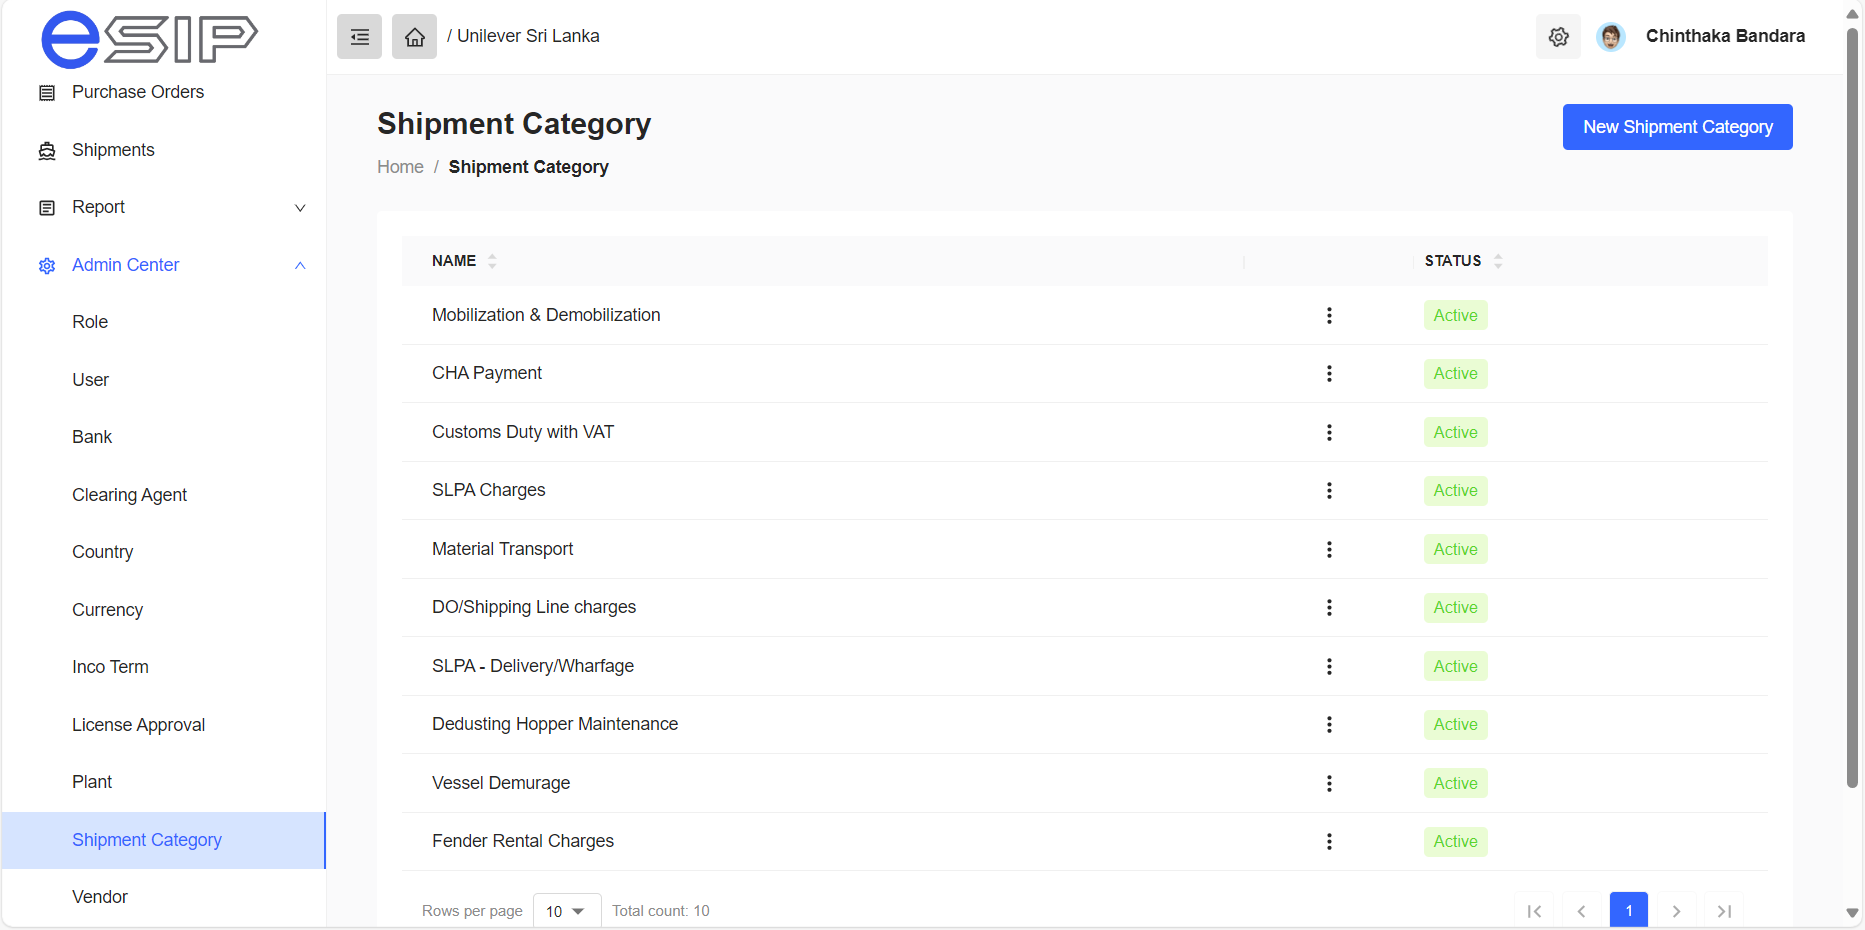 eSIP
Purchase Orders
Shipments
Report
Admin Center
Role
User
Bank
Clearing Agent
Country
Currency
Inco Term
License Approval
Plant
Shipment Category
Vendor
/ Unilever Sri Lanka
Chinthaka Bandara
Shipment Category
New Shipment Category
Home / Shipment Category
NAME STATUS
Mobilization & Demobilization Active
CHA Payment Active
Customs Duty with VAT Active
SLPA Charges Active
Material Transport Active
DO/Shipping Line charges Active
SLPA - Delivery/Wharfage Active
Dedusting Hopper Maintenance Active
Vessel Demurage Active
Fender Rental Charges Active
Rows per page 10 Total count: 10 1